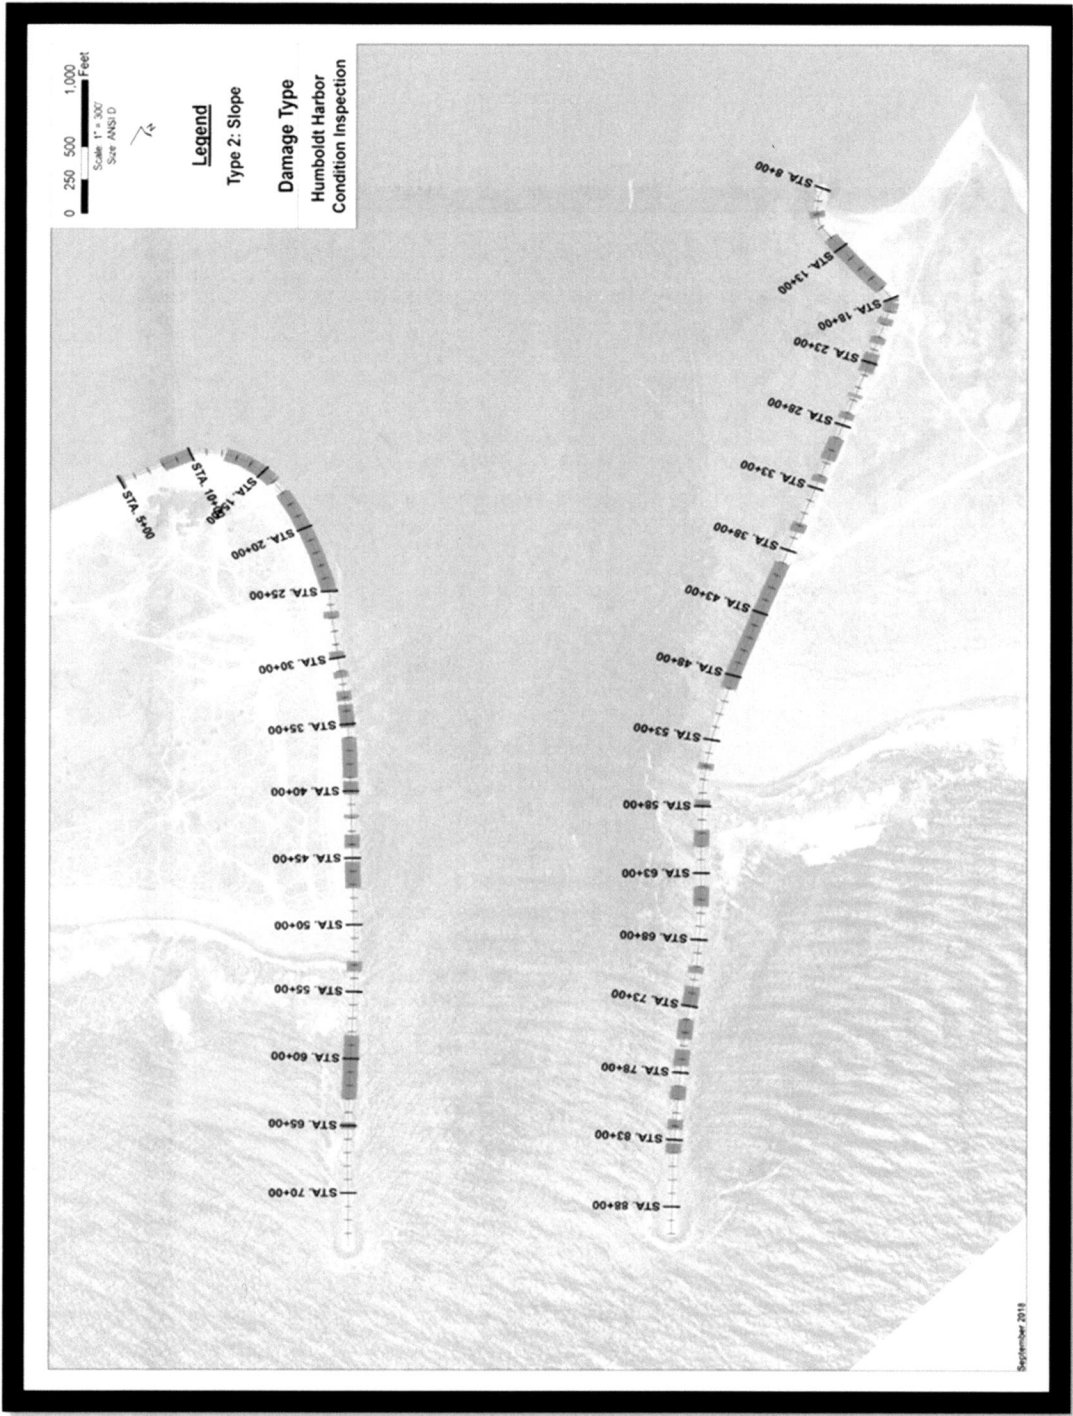 0 250 500 1,000
Feet
Scale 1" = 300'
Size ANSI D
Legend
Type 2: Slope
Damage Type
Humboldt Harbor
Condition Inspection
STA. 5+00
STA. 10+00
STA. 15+00
STA. 20+00
STA. 25+00
STA. 30+00
STA. 35+00
STA. 40+00
STA. 45+00
STA. 50+00
STA. 55+00
STA. 60+00
STA. 65+00
STA. 70+00
STA. 8+00
STA. 13+00
STA. 18+00
STA. 23+00
STA. 28+00
STA. 33+00
STA. 38+00
STA. 43+00
STA. 48+00
STA. 53+00
STA. 58+00
STA. 63+00
STA. 68+00
STA. 73+00
STA. 78+00
STA. 83+00
STA. 88+00
September 2018